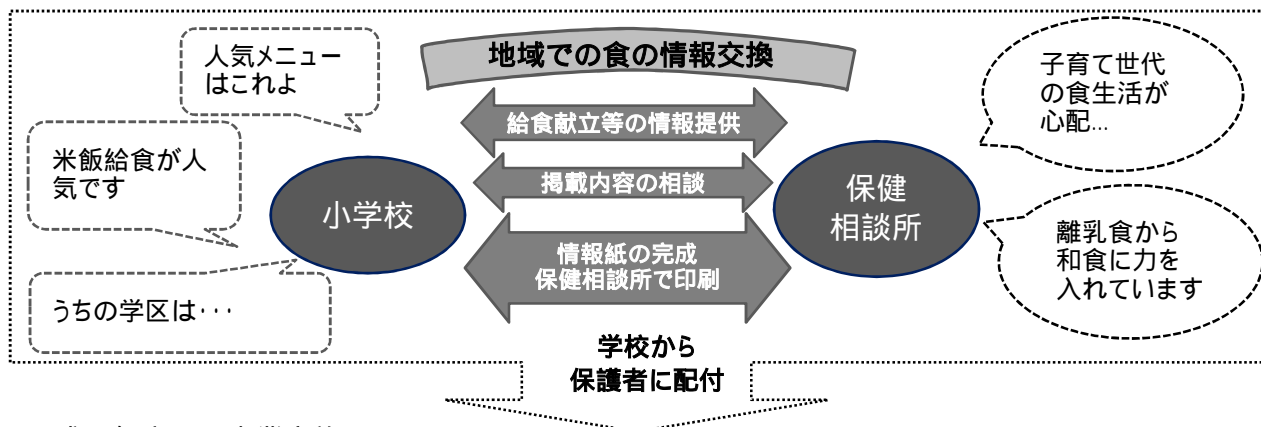 地域での食の情報交換
人気メニュー
はこれよ
米飯給食が人
気です
うちの学区は・・・
小学校
給食献立等の情報提供
掲載内容の相談
情報紙の完成
保健相談所で印刷
保健
相談所
子育て世代
の食生活が
心配...
離乳食から
和食に力を
入れています
学校から
保護者に配付